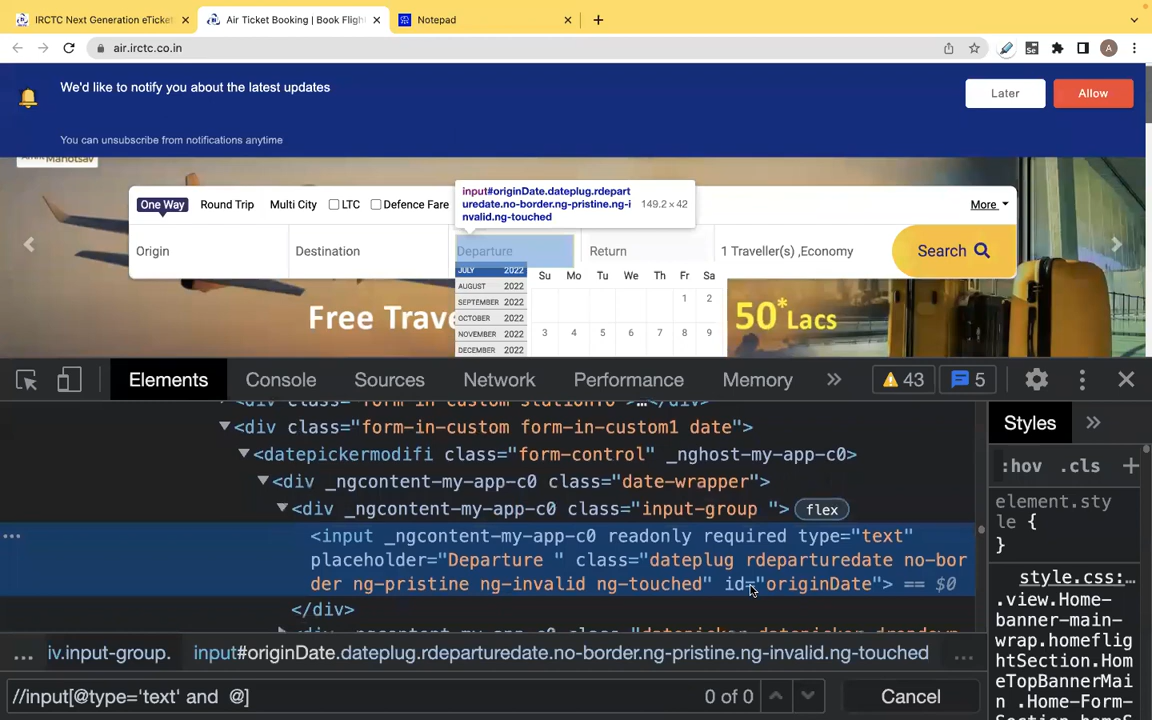 IRCTC Next Generation eTicket
Air Ticket Booking | Book Fligh
Notepad
air.irctc.co.in
A
We'd like to notify you about the latest updates
Later
Allow
You can unsubscribe from notifications anytime
Mahotsav
One Way
Round Trip
Multi City
LTC
Defence Fare
More
input#originDate.dateplug.rdepart
uredate.no-border.ng-pristine.ng-i
nvalid.ng-touched
149.2 × 42
Origin
Destination
Departure
Return
1 Traveller(s) ,Economy
Search
JULY 2022
AUGUST 2022
SEPTEMBER 2022
OCTOBER 2022
NOVEMBER 2022
DECEMBER 2022
Su Mo Tu We Th Fr Sa
1 2
3 4 5 6 7 8 9
Free Trav
50* Lacs
Elements
Console
Sources
Network
Performance
Memory
43
5
<div class="form-in-custom form-in-custom1 date">
<datepickermodifi class="form-control" _nghost-my-app-c0>
<div _ngcontent-my-app-c0 class="date-wrapper">
<div _ngcontent-my-app-c0 class="input-group ">
flex
<input _ngcontent-my-app-c0 readonly required type="text"
placeholder="Departure " class="dateplug rdeparturedate no-bor
der ng-pristine ng-invalid ng-touched" id="originDate"> == $0
</div>
... iv.input-group. input#originDate.dateplug.rdeparturedate.no-border.ng-pristine.ng-invalid.ng-touched ...
//input[@type='text' and @]
0 of 0
Cancel
Styles
:hov .cls
element.sty
le {
}
style.css:…
.view.Home-
banner-main-
wrap.homeflig
htSection.Hom
eTopBannerMai
n .Home-Form-